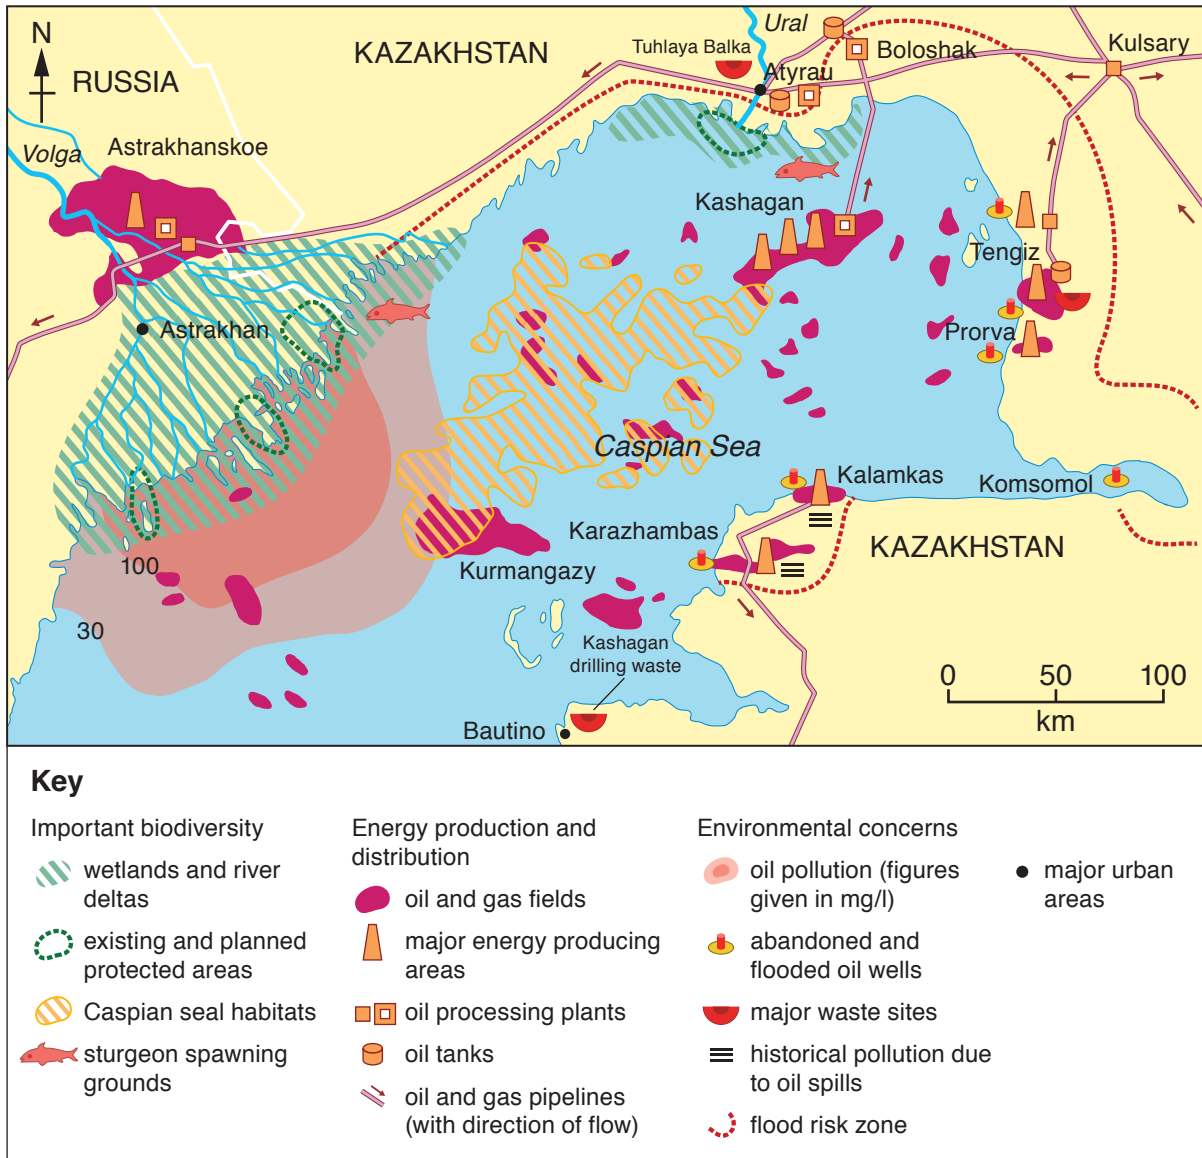 N
KAZAKHSTAN
RUSSIA
Ural
Tuhlaya Balka
Atyrau
Boloshak
Kulsary
Volga
Astrakhanskoe
Kashagan
Tengiz
Astrakhan
Prorva
Caspian Sea
Kalamkas
Komsomol
Karazhambas
KAZAKHSTAN
100
Kurmangazy
30
Kashagan
drilling waste
Bautino
0 50 100
km
Key
Important biodiversity
wetlands and river
deltas
existing and planned
protected areas
Caspian seal habitats
sturgeon spawning
grounds
Energy production and
distribution
oil and gas fields
major energy producing
areas
oil processing plants
oil tanks
oil and gas pipelines
(with direction of flow)
Environmental concerns
oil pollution (figures
given in mg/l)
abandoned and
flooded oil wells
major waste sites
historical pollution due
to oil spills
flood risk zone
major urban
areas